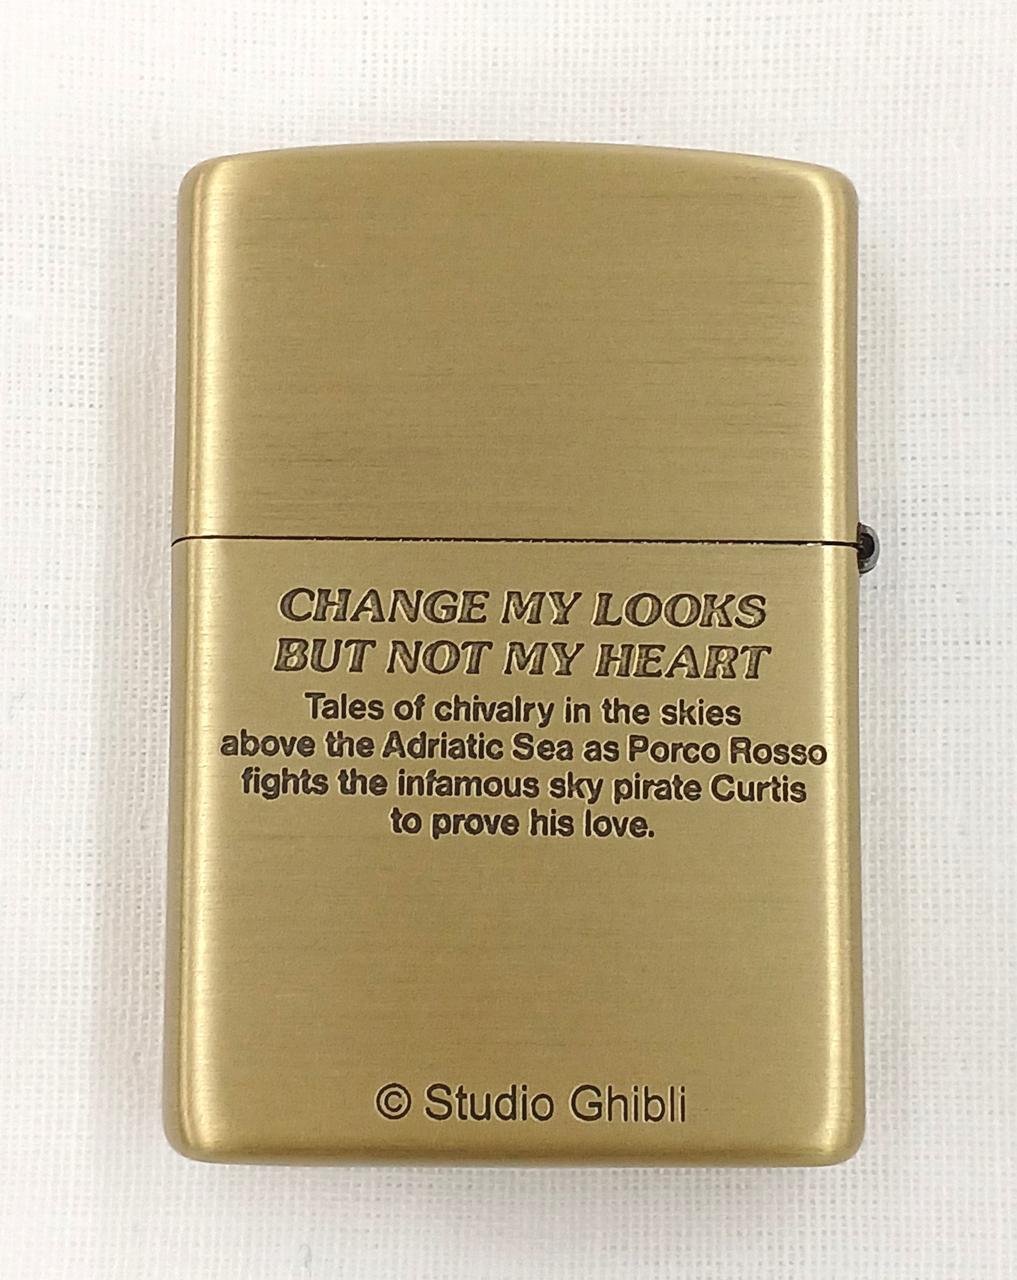 CHANGE MY LOOKS
BUT NOT MY HEART
Tales of chivalry in the skies
above the Adriatic Sea as Porco Rosso
fights the infamous sky pirate Curtis
to prove his love.
© Studio Ghibli